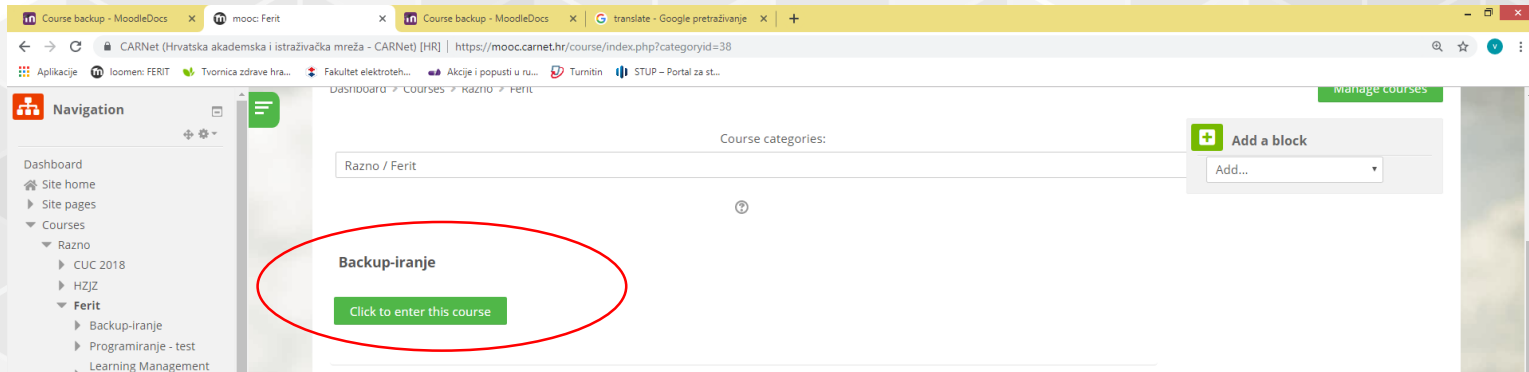 Course backup - MoodleDocs
mooc: Ferit
Course backup - MoodleDocs
translate - Google pretraživanje
CARNet (Hrvatska akademska i istraživačka mreža - CARNet) [HR] | https://mooc.carnet.hr/course/index.php?categoryid=38
Aplikacije
loomen: FERIT
Tvornica zdrave hra...
Fakultet elektroteh...
Akcije i popusti u ru...
Turnitin
STUP – Portal za st...
Navigation
Dashboard
Site home
Site pages
Courses
Razno
CUC 2018
HZJZ
Ferit
Backup-iranje
Programiranje - test
Learning Management
Dashboard > Courses > Razno > Ferit
Manage courses
Course categories:
Razno / Ferit
Backup-iranje
Click to enter this course
Add a block
Add...